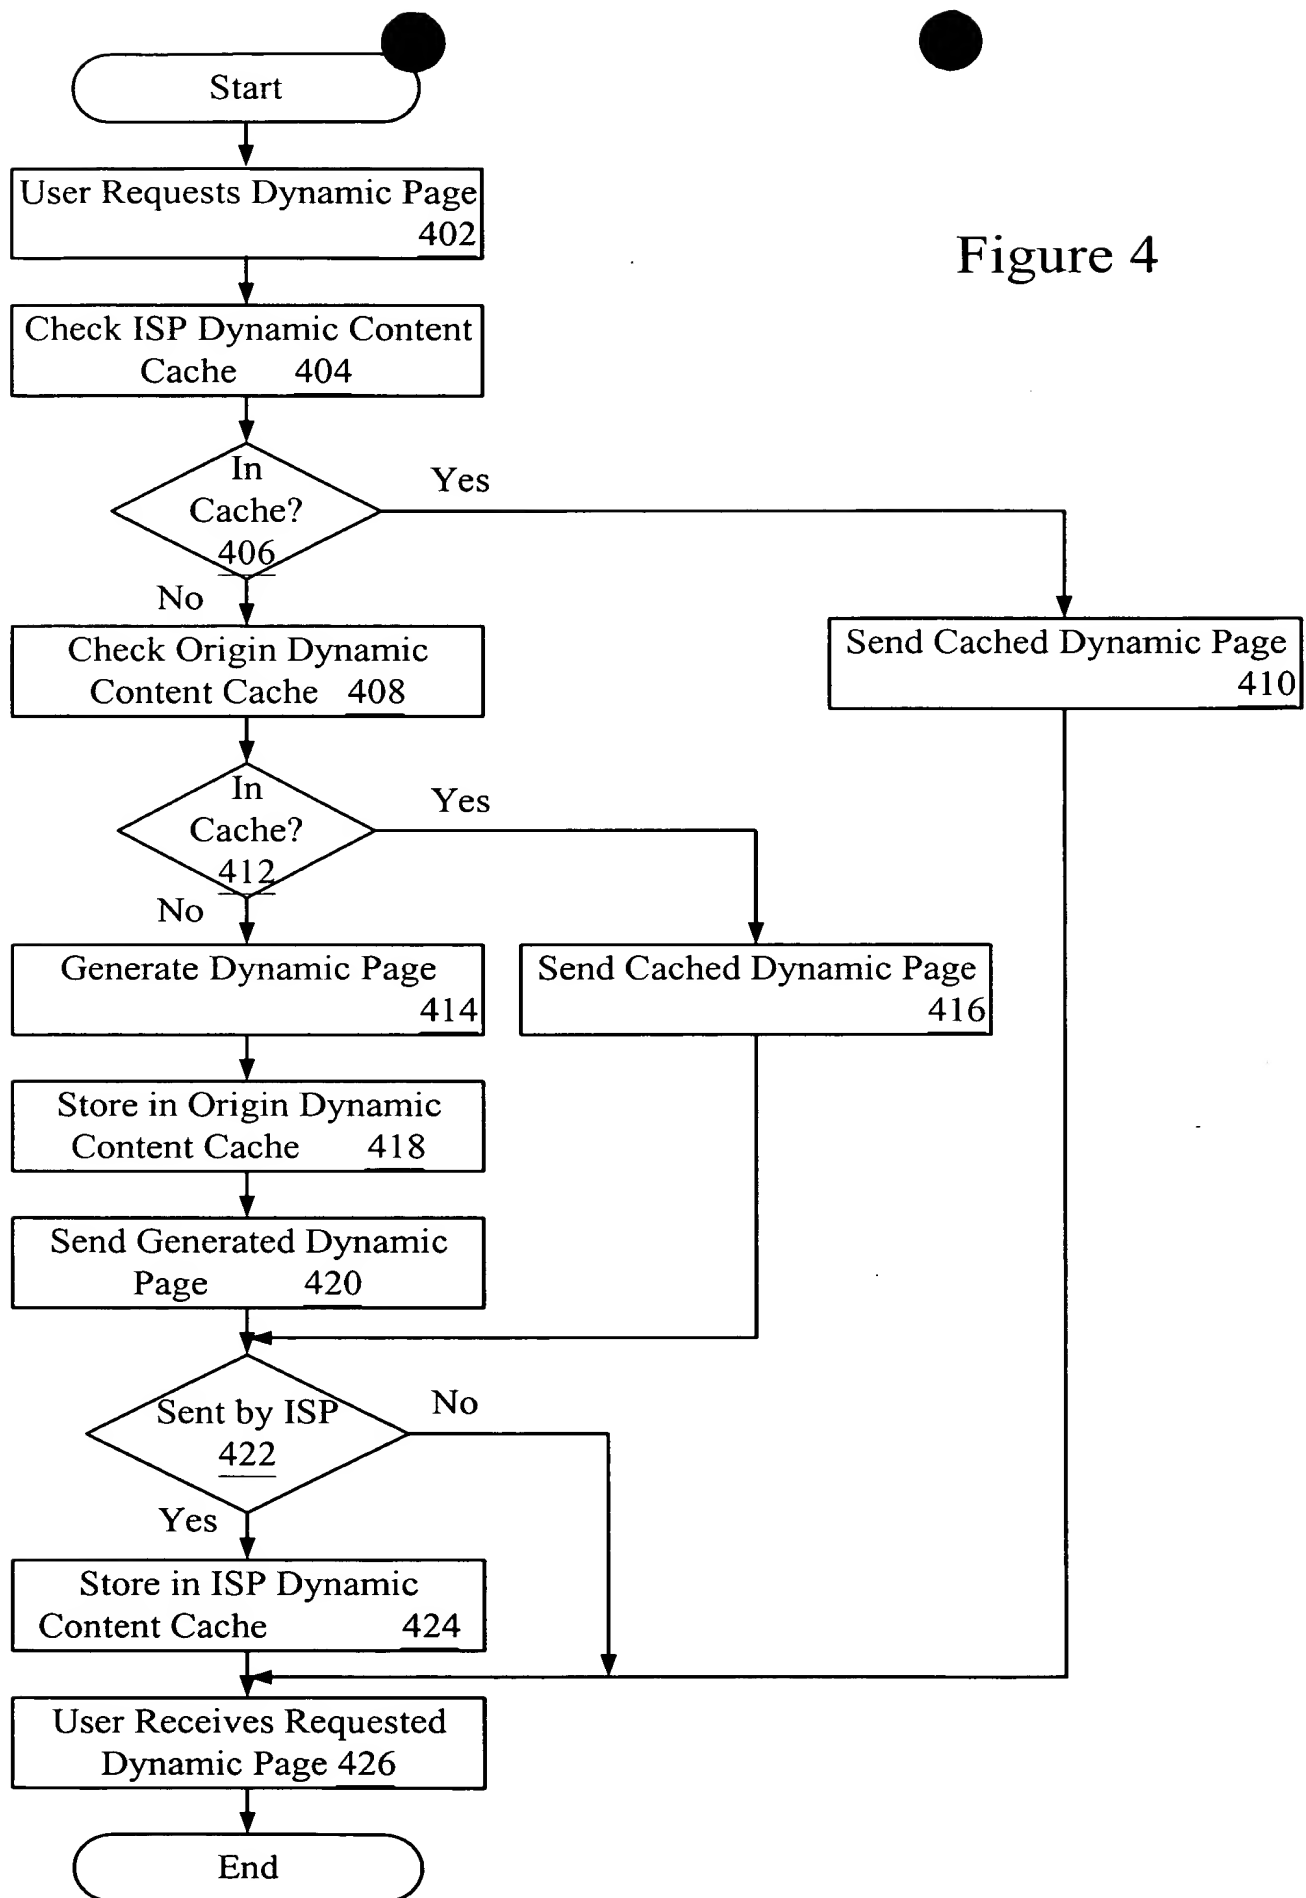 Start
User Requests Dynamic Page
402
Figure 4
Check ISP Dynamic Content
Cache 404
In
Cache?
406
Yes
No
Check Origin Dynamic
Content Cache 408
Send Cached Dynamic Page
410
In
Cache?
412
Yes
No
Generate Dynamic Page
414
Send Cached Dynamic Page
416
Store in Origin Dynamic
Content Cache 418
Send Generated Dynamic
Page 420
Sent by ISP
422
No
Yes
Store in ISP Dynamic
Content Cache 424
User Receives Requested
Dynamic Page 426
End